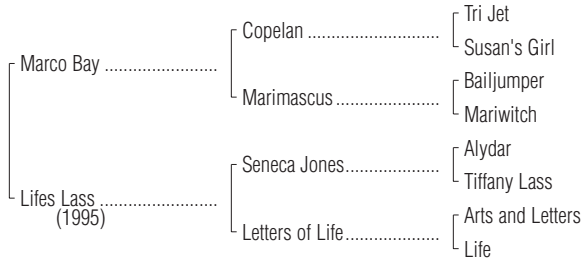 Tri Jet
Copelan
Susan's Girl
Marco Bay
Bailjumper
Marimascus
Mariwitch
Alydar
Seneca Jones
Tiffany Lass
Lifes Lass
(1995)
Arts and Letters
Letters of Life
Life